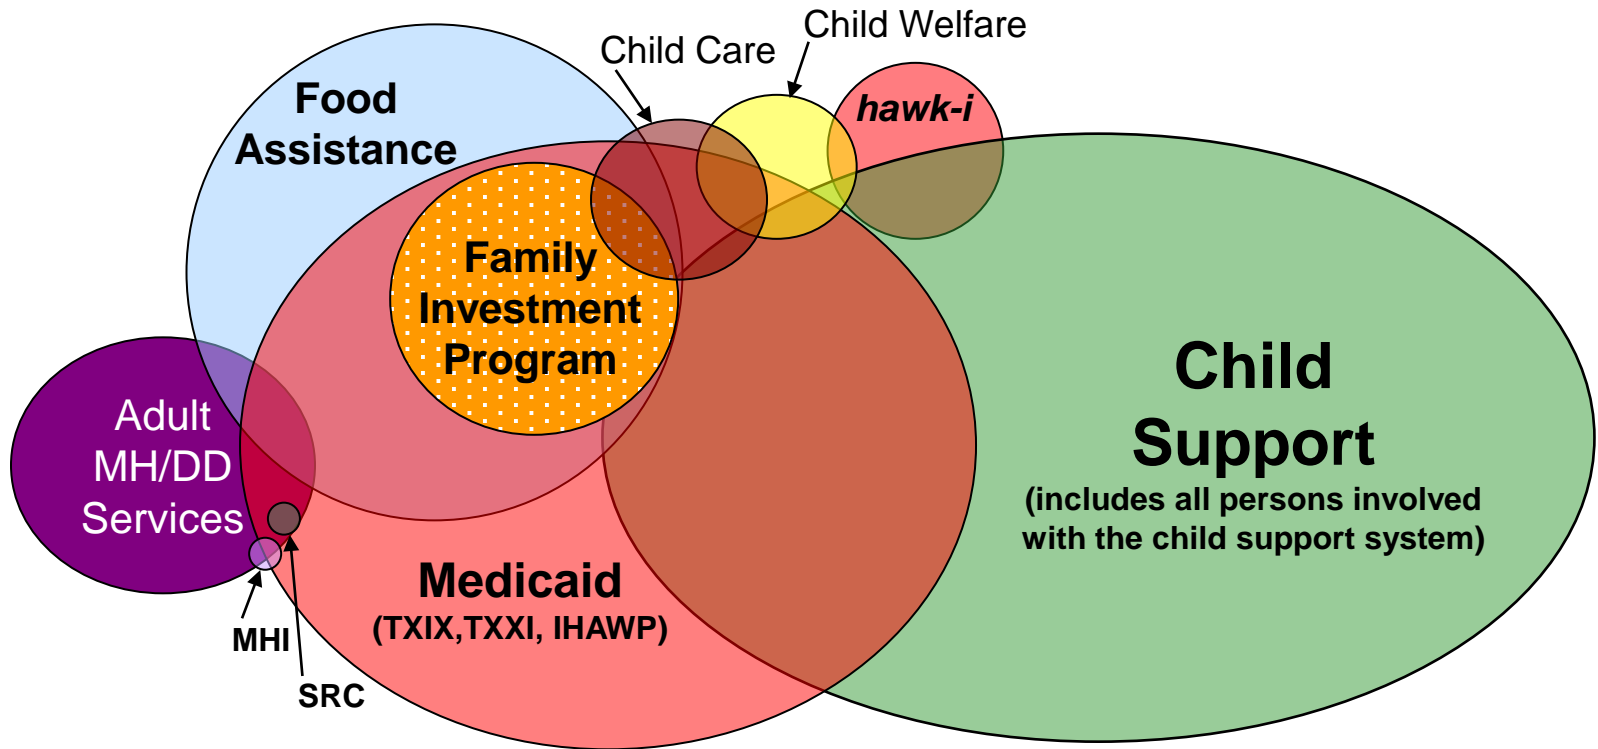 Child Welfare
Child Care
hawk-i
Food
Assistance
Family
Investment
Program
Child
Support
(includes all persons involved
with the child support system)
Adult
MH/DD
Services
Medicaid
(TXIX,TXXI, IHAWP)
MHI
SRC